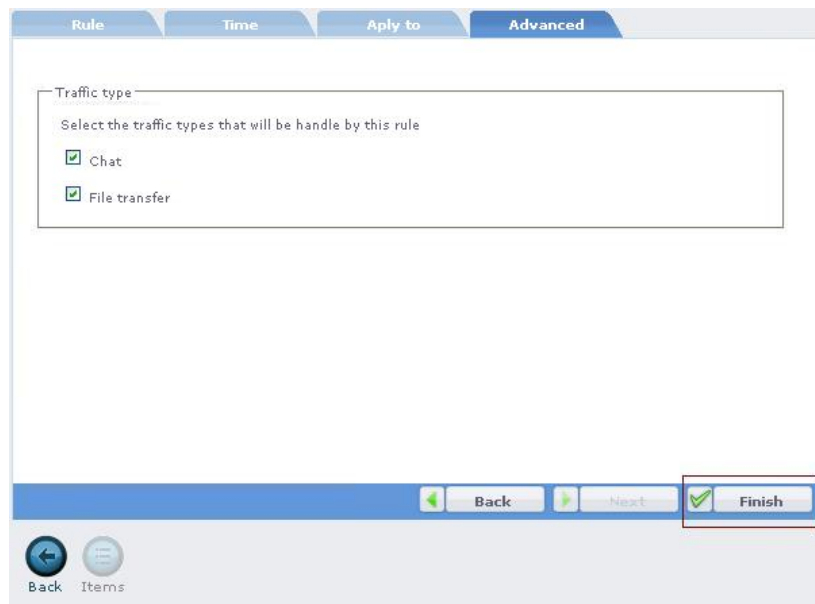 Rule Time Aply to Advanced
Traffic type
Select the traffic types that will be handle by this rule
Chat
File transfer
Back Next Finish
Back Items